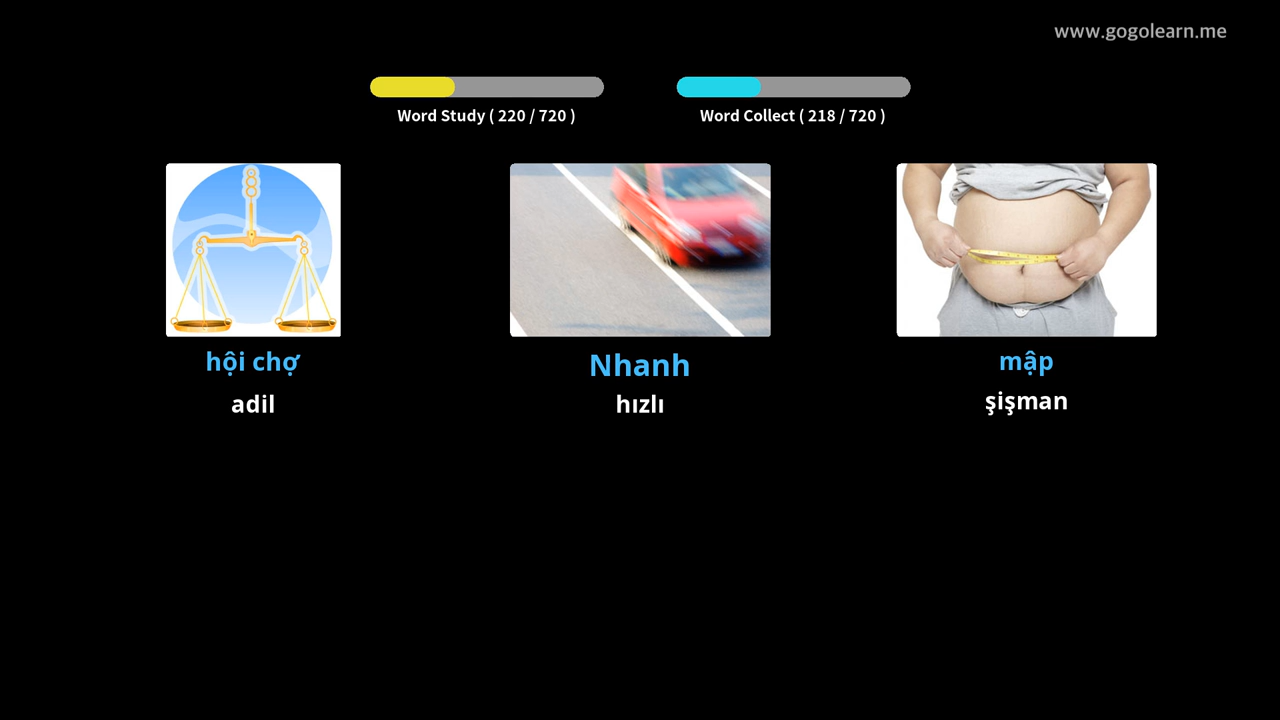 www.gogolearn.me
Word Study ( 220 / 720 )
Word Collect ( 218 / 720 )
hội chợ
adil
Nhanh
hızlı
mập
şişman